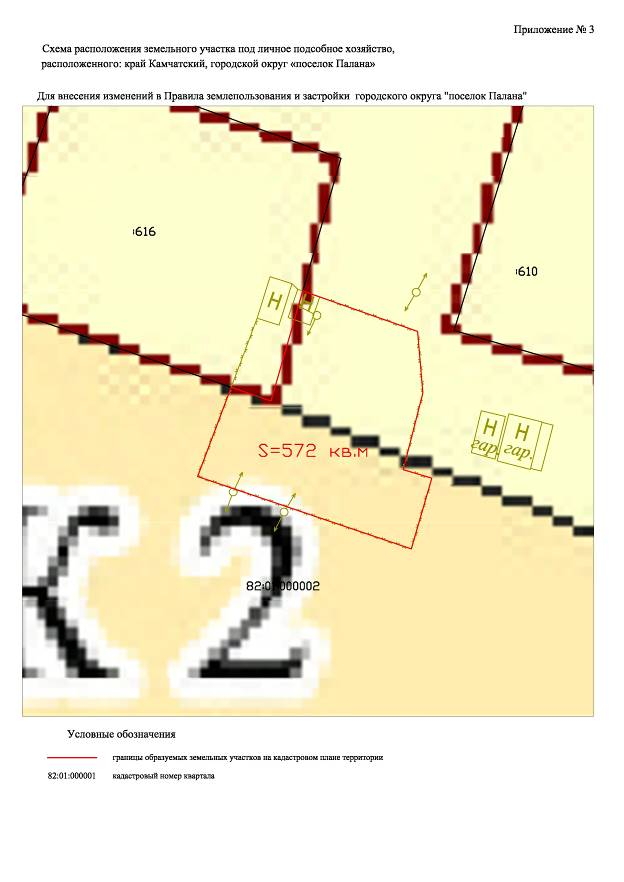 Приложение № 3
Схема расположения земельного участка под личное подсобное хозяйство,
расположенного: край Камчатский, городской округ «поселок Палана»
Для внесения изменений в Правила землепользования и застройки городского округа "поселок Палана"
:616
:610
Н
Н
Н Н
гар. гар.
S=572 кв.м
К2
82:01:000002
Условные обозначения
границы образуемых земельных участков на кадастровом плане территории
82:01:000001 кадастровый номер квартала